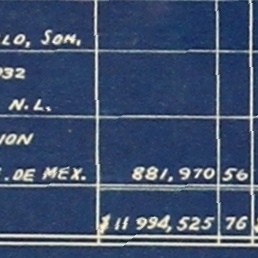 LO, SON.
932
N.L.
ION
. DE MEX. 881,970 56
$11 994,525 76